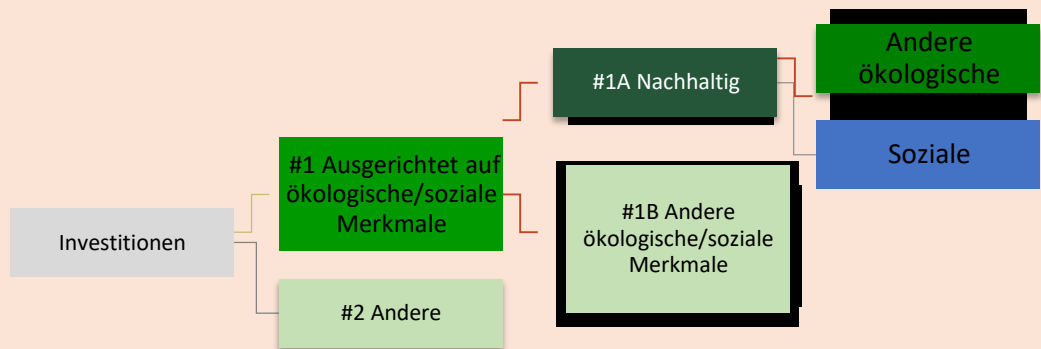 Investitionen
#1 Ausgerichtet auf
ökologische/soziale
Merkmale
#2 Andere
#1A Nachhaltig
#1B Andere
ökologische/soziale
Merkmale
Andere
ökologische
Soziale